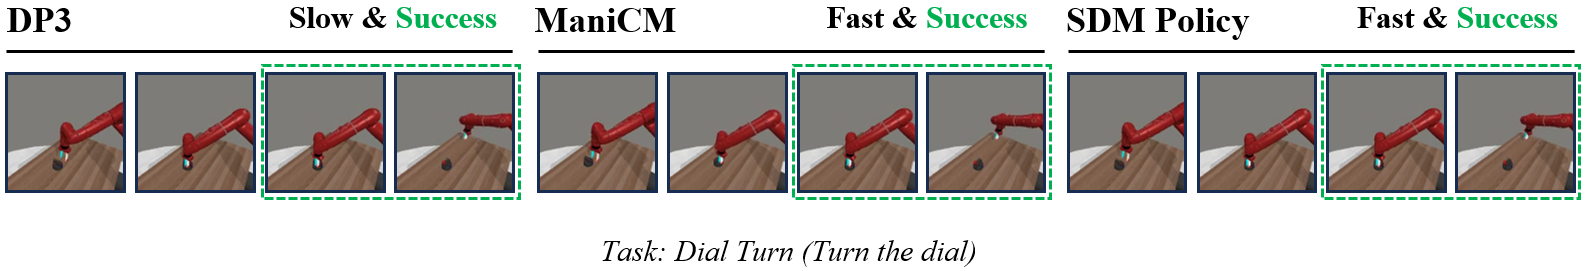 DP3 Slow & Success ManiCM Fast & Success SDM Policy Fast & Success
Task: Dial Turn (Turn the dial)